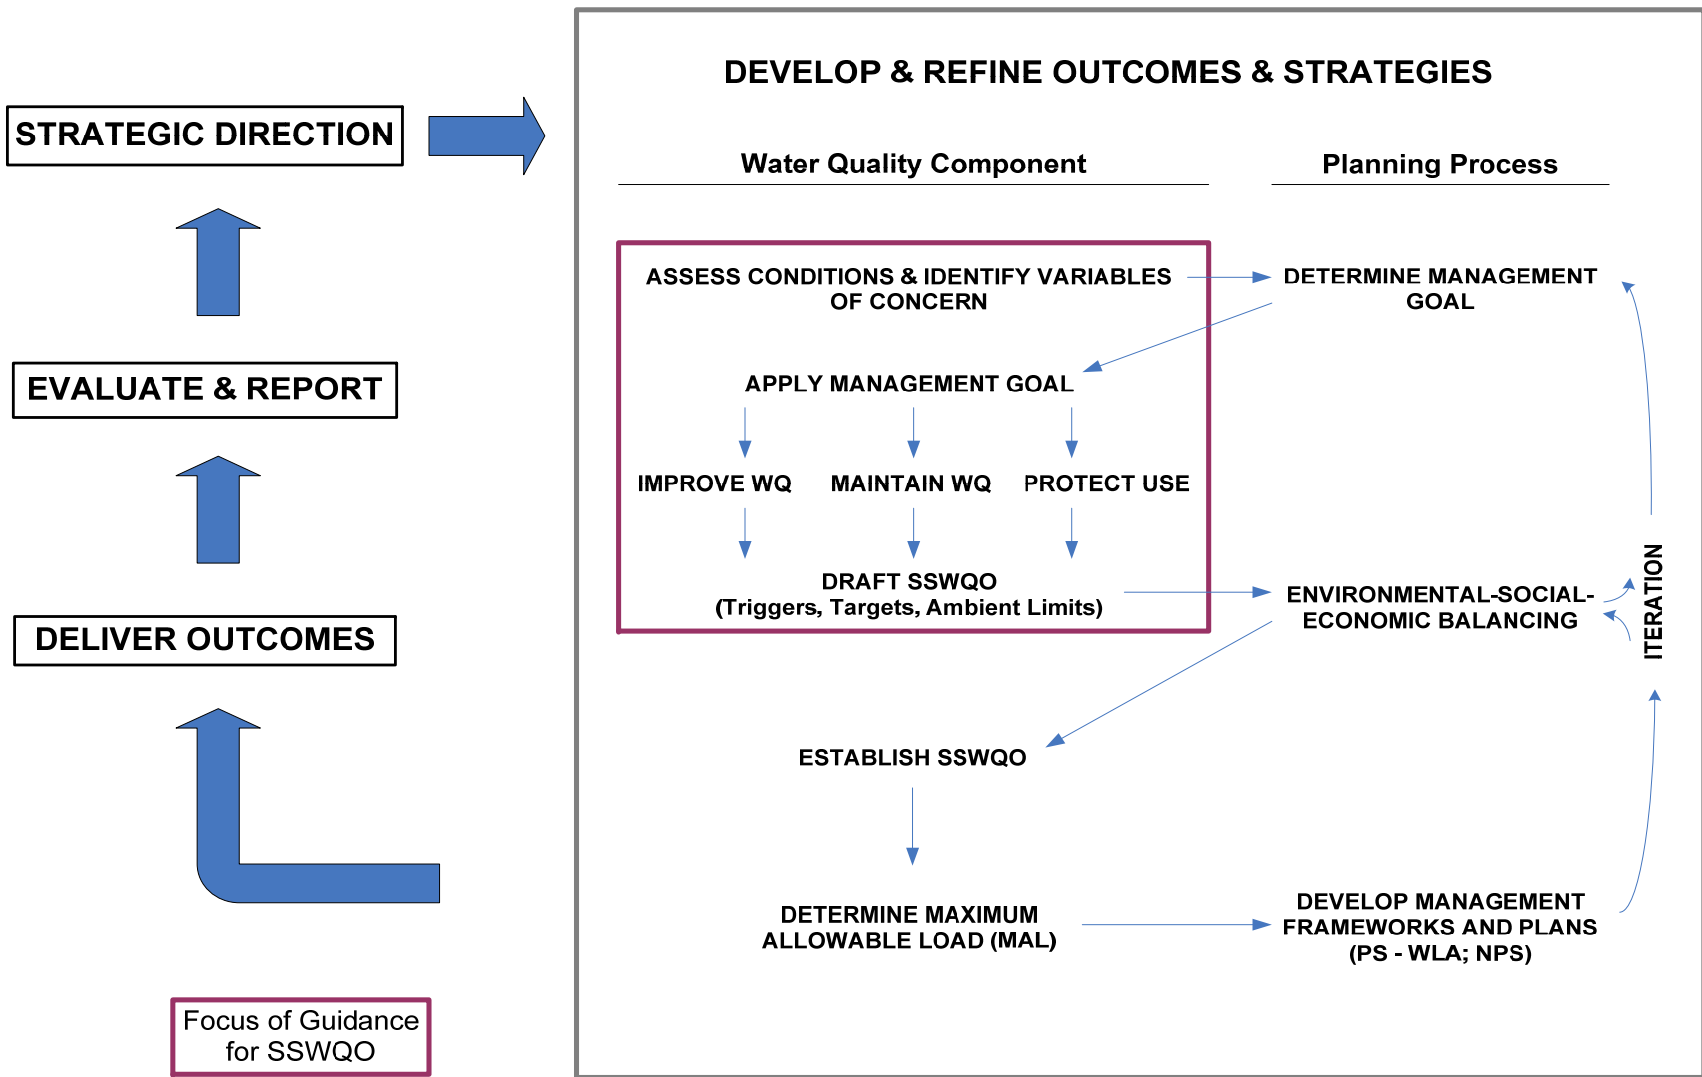 STRATEGIC DIRECTION
EVALUATE & REPORT
DELIVER OUTCOMES
Focus of Guidance
for SSWQO
DEVELOP & REFINE OUTCOMES & STRATEGIES
Water Quality Component
Planning Process
ASSESS CONDITIONS & IDENTIFY VARIABLES
OF CONCERN
DETERMINE MANAGEMENT
GOAL
APPLY MANAGEMENT GOAL
IMPROVE WQ
MAINTAIN WQ
PROTECT USE
DRAFT SSWQO
(Triggers, Targets, Ambient Limits)
ENVIRONMENTAL-SOCIAL-
ECONOMIC BALANCING
ITERATION
ESTABLISH SSWQO
DETERMINE MAXIMUM
ALLOWABLE LOAD (MAL)
DEVELOP MANAGEMENT
FRAMEWORKS AND PLANS
(PS - WLA; NPS)